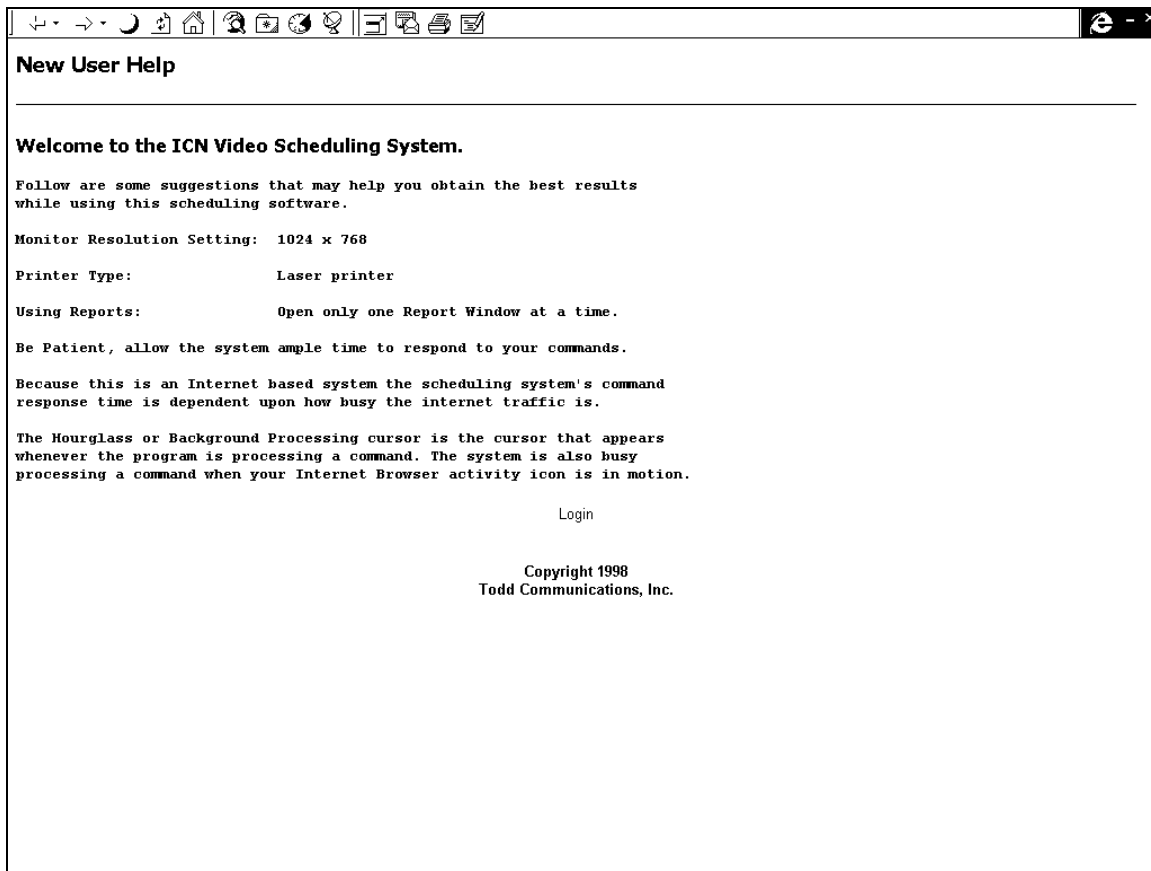 New User Help
Welcome to the ICN Video Scheduling System.
Follow are some suggestions that may help you obtain the best results
while using this scheduling software.
Monitor Resolution Setting: 1024 x 768
Printer Type: Laser printer
Using Reports: Open only one Report Window at a time.
Be Patient, allow the system ample time to respond to your commands.
Because this is an Internet based system the scheduling system's command
response time is dependent upon how busy the internet traffic is.
The Hourglass or Background Processing cursor is the cursor that appears
whenever the program is processing a command. The system is also busy
processing a command when your Internet Browser activity icon is in motion.
Login
Copyright 1998
Todd Communications, Inc.